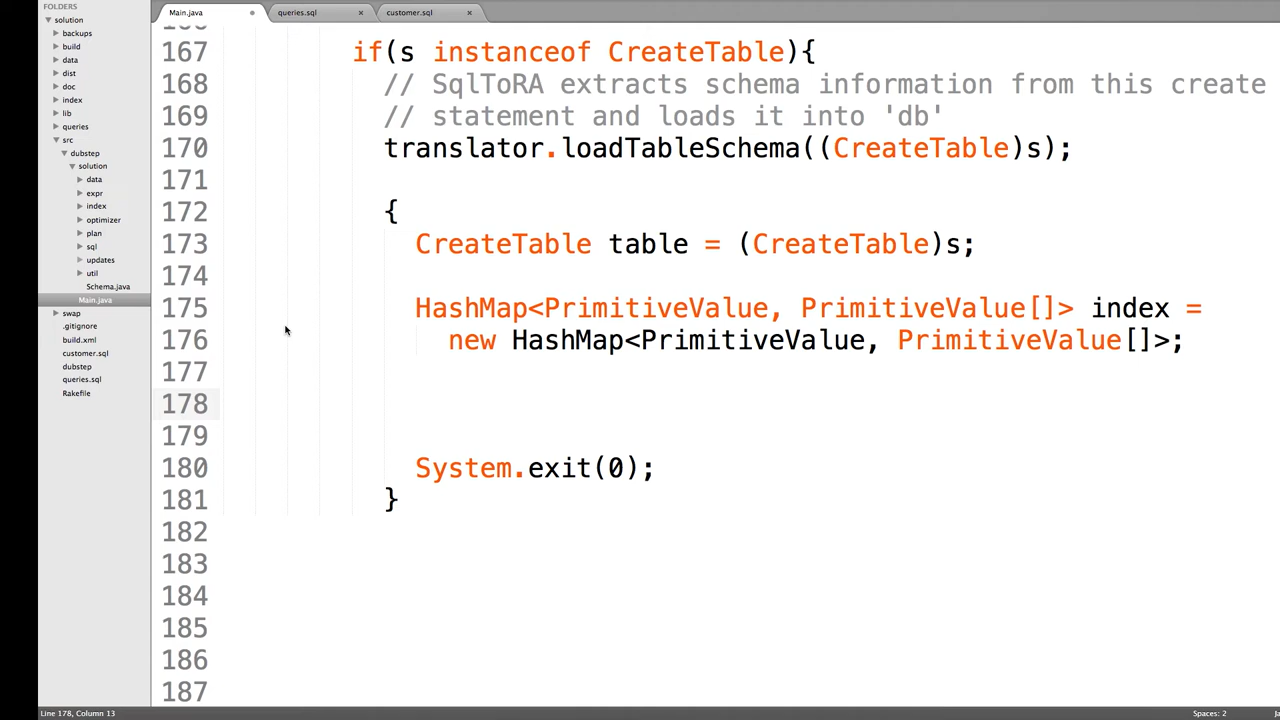 FOLDERS
solution
backups
build
data
dist
doc
index
lib
queries
src
dubstep
solution
data
expr
index
optimizer
plan
sql
updates
util
Schema.java
Main.java
swap
.gitignore
build.xml
customer.sql
dubstep
queries.sql
Rakefile
Main.java
queries.sql
customer.sql
167 if(s instanceof CreateTable){
168 // SqlToRA extracts schema information from this create
169 // statement and loads it into 'db'
170 translator.loadTableSchema((CreateTable)s);
171
172 {
173 CreateTable table = (CreateTable)s;
174
175 HashMap<PrimitiveValue, PrimitiveValue[]> index =
176 new HashMap<PrimitiveValue, PrimitiveValue[]>;
177
178
179
180 System.exit(0);
181 }
182
183
184
185
186
187
Line 178, Column 13
Spaces: 2